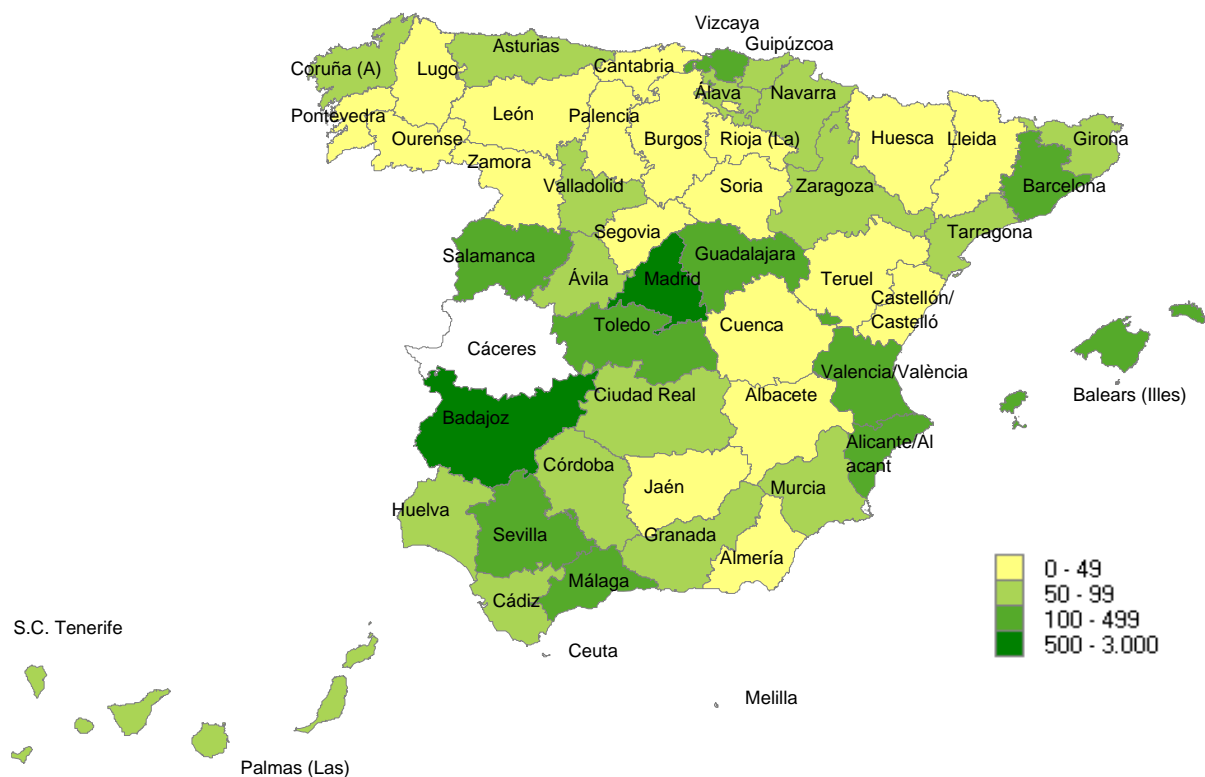 Vizcaya
Guipúzcoa
Asturias
Coruña (A)
Lugo
Cantabria
Álava
Navarra
Pontevedra
León
Palencia
Ourense
Burgos
Rioja (La)
Huesca
Lleida
Girona
Zamora
Valladolid
Soria
Zaragoza
Barcelona
Segovia
Tarragona
Salamanca
Ávila
Madrid
Guadalajara
Teruel
Castellón/
Castelló
Toledo
Cuenca
Cáceres
Valencia/València
Balears (Illes)
Badajoz
Ciudad Real
Albacete
Alicante/Al
acant
Córdoba
Jaén
Murcia
Huelva
Sevilla
Granada
Almería
Málaga
Cádiz
0 - 49
50 - 99
100 - 499
500 - 3.000
S.C. Tenerife
Ceuta
Melilla
Palmas (Las)